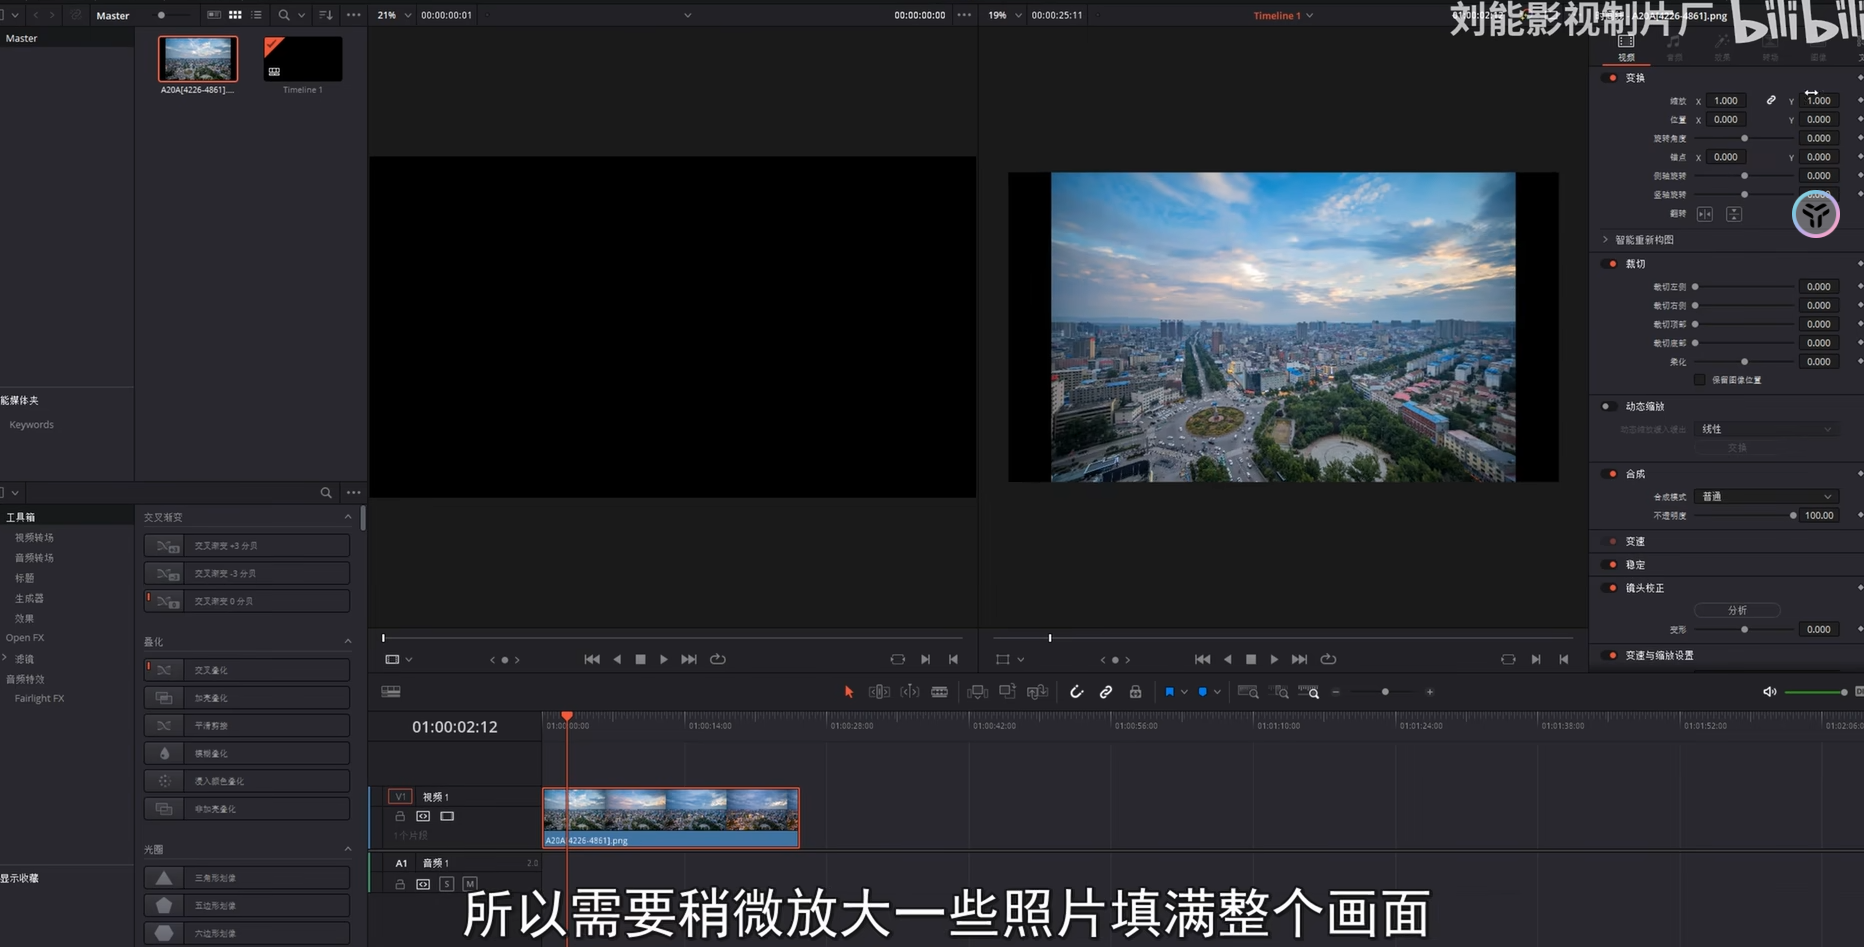 Master
21%
00:00:00:01
00:00:00:00
19%
00:00:25:11
Timeline 1
刘能影视制片厂
bilibili
A20A[4226-4861].png
Master
A20A[4226-4861]....
Timeline 1
视频
变换
缩放 X 1.000 Y 1.000
位置 X 0.000 Y 0.000
旋转角度 0.000
锚点 X 0.000 Y 0.000
侧轴旋转 0.000
竖轴旋转
翻转
智能重新构图
裁切
裁切左侧 0.000
裁切右侧 0.000
裁切顶部 0.000
裁切底部 0.000
柔化 0.000
保留图像位置
动态缩放
动态缩放缓入缓出 线性
交换
合成
合成模式 普通
不透明度 100.00
变速
稳定
镜头校正
分析
变形 0.000
变速与缩放设置
能媒体夹
Keywords
工具箱
视频转场
音频转场
标题
生成器
效果
Open FX
滤镜
音频特效
Fairlight FX
显示收藏
交叉渐变
交叉渐变 +3 分贝
交叉渐变 -3 分贝
交叉渐变 0 分贝
叠化
交叉叠化
加亮叠化
平滑剪接
模糊叠化
浸入颜色叠化
非加亮叠化
光圈
三角形划像
五边形划像
六边形划像
01:00:02:12
01:00:00:00
01:00:14:00
01:00:28:00
01:00:42:00
01:00:56:00
01:01:10:00
01:01:24:00
01:01:38:00
01:01:52:00
01:02:06:0
V1 视频 1
1个片段
A20A[4226-4861].png
A1 音频 1 2.0
S M
所以需要稍微放大一些照片填满整个画面